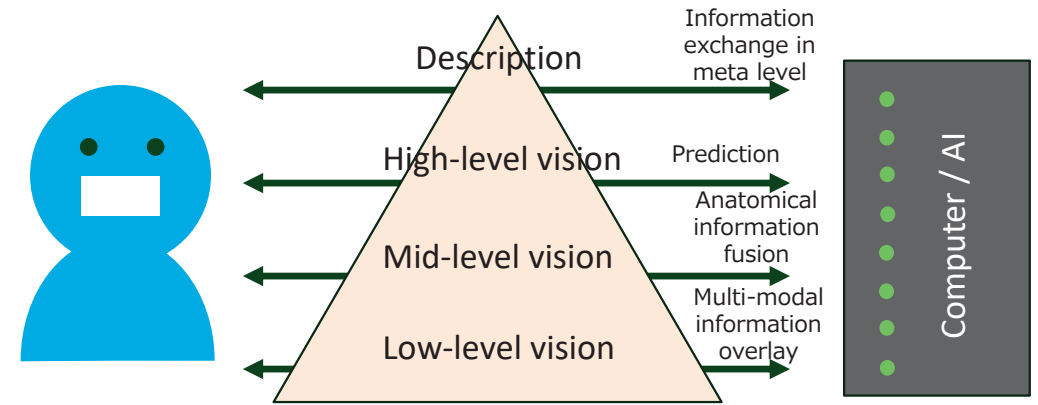 Information
exchange in
meta level
Description
High-level vision
Prediction
Anatomical
information
fusion
Mid-level vision
Multi-modal
information
overlay
Low-level vision
Computer / AI